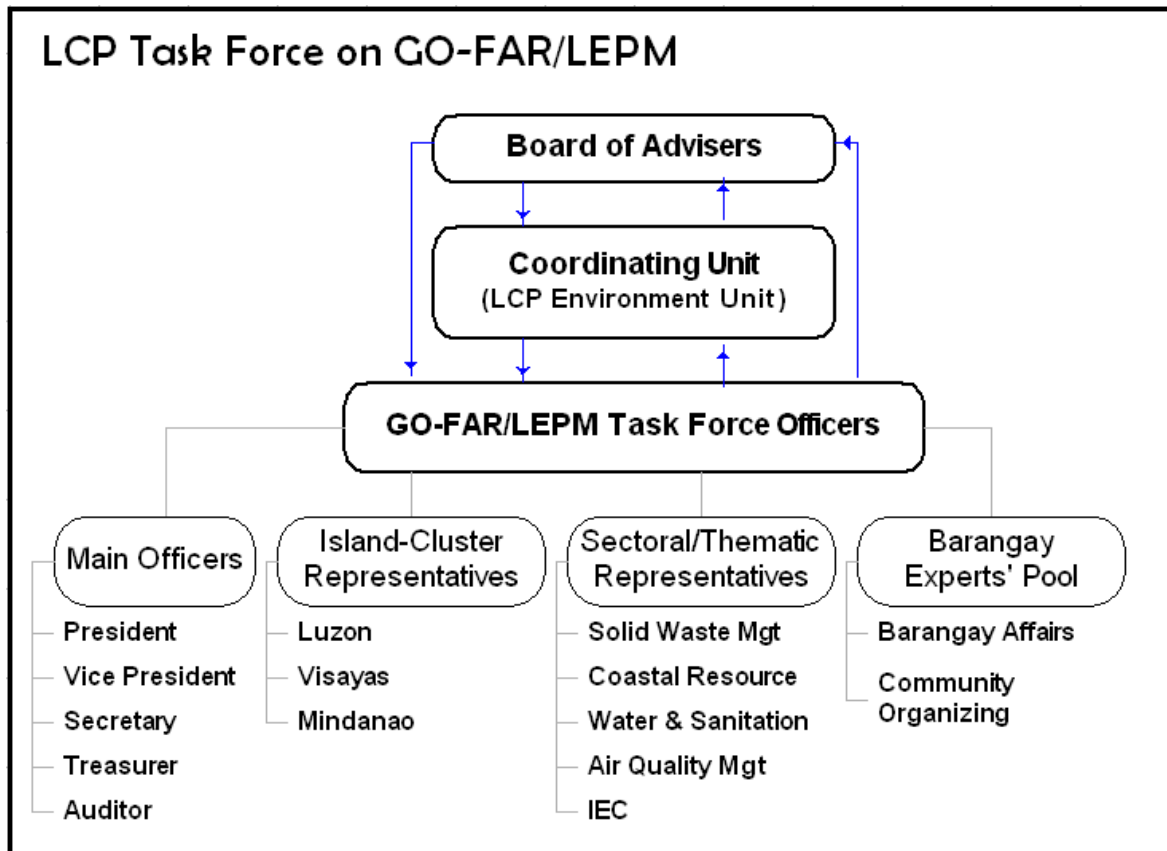 LCP Task Force on GO-FAR/LEPM
Board of Advisers
Coordinating Unit
(LCP Environment Unit)
GO-FAR/LEPM Task Force Officers
Main Officers
President
Vice President
Secretary
Treasurer
Auditor
Island-Cluster
Representatives
Luzon
Visayas
Mindanao
Sectoral/Thematic
Representatives
Solid Waste Mgt
Coastal Resource
Water & Sanitation
Air Quality Mgt
IEC
Barangay
Experts' Pool
Barangay Affairs
Community
Organizing